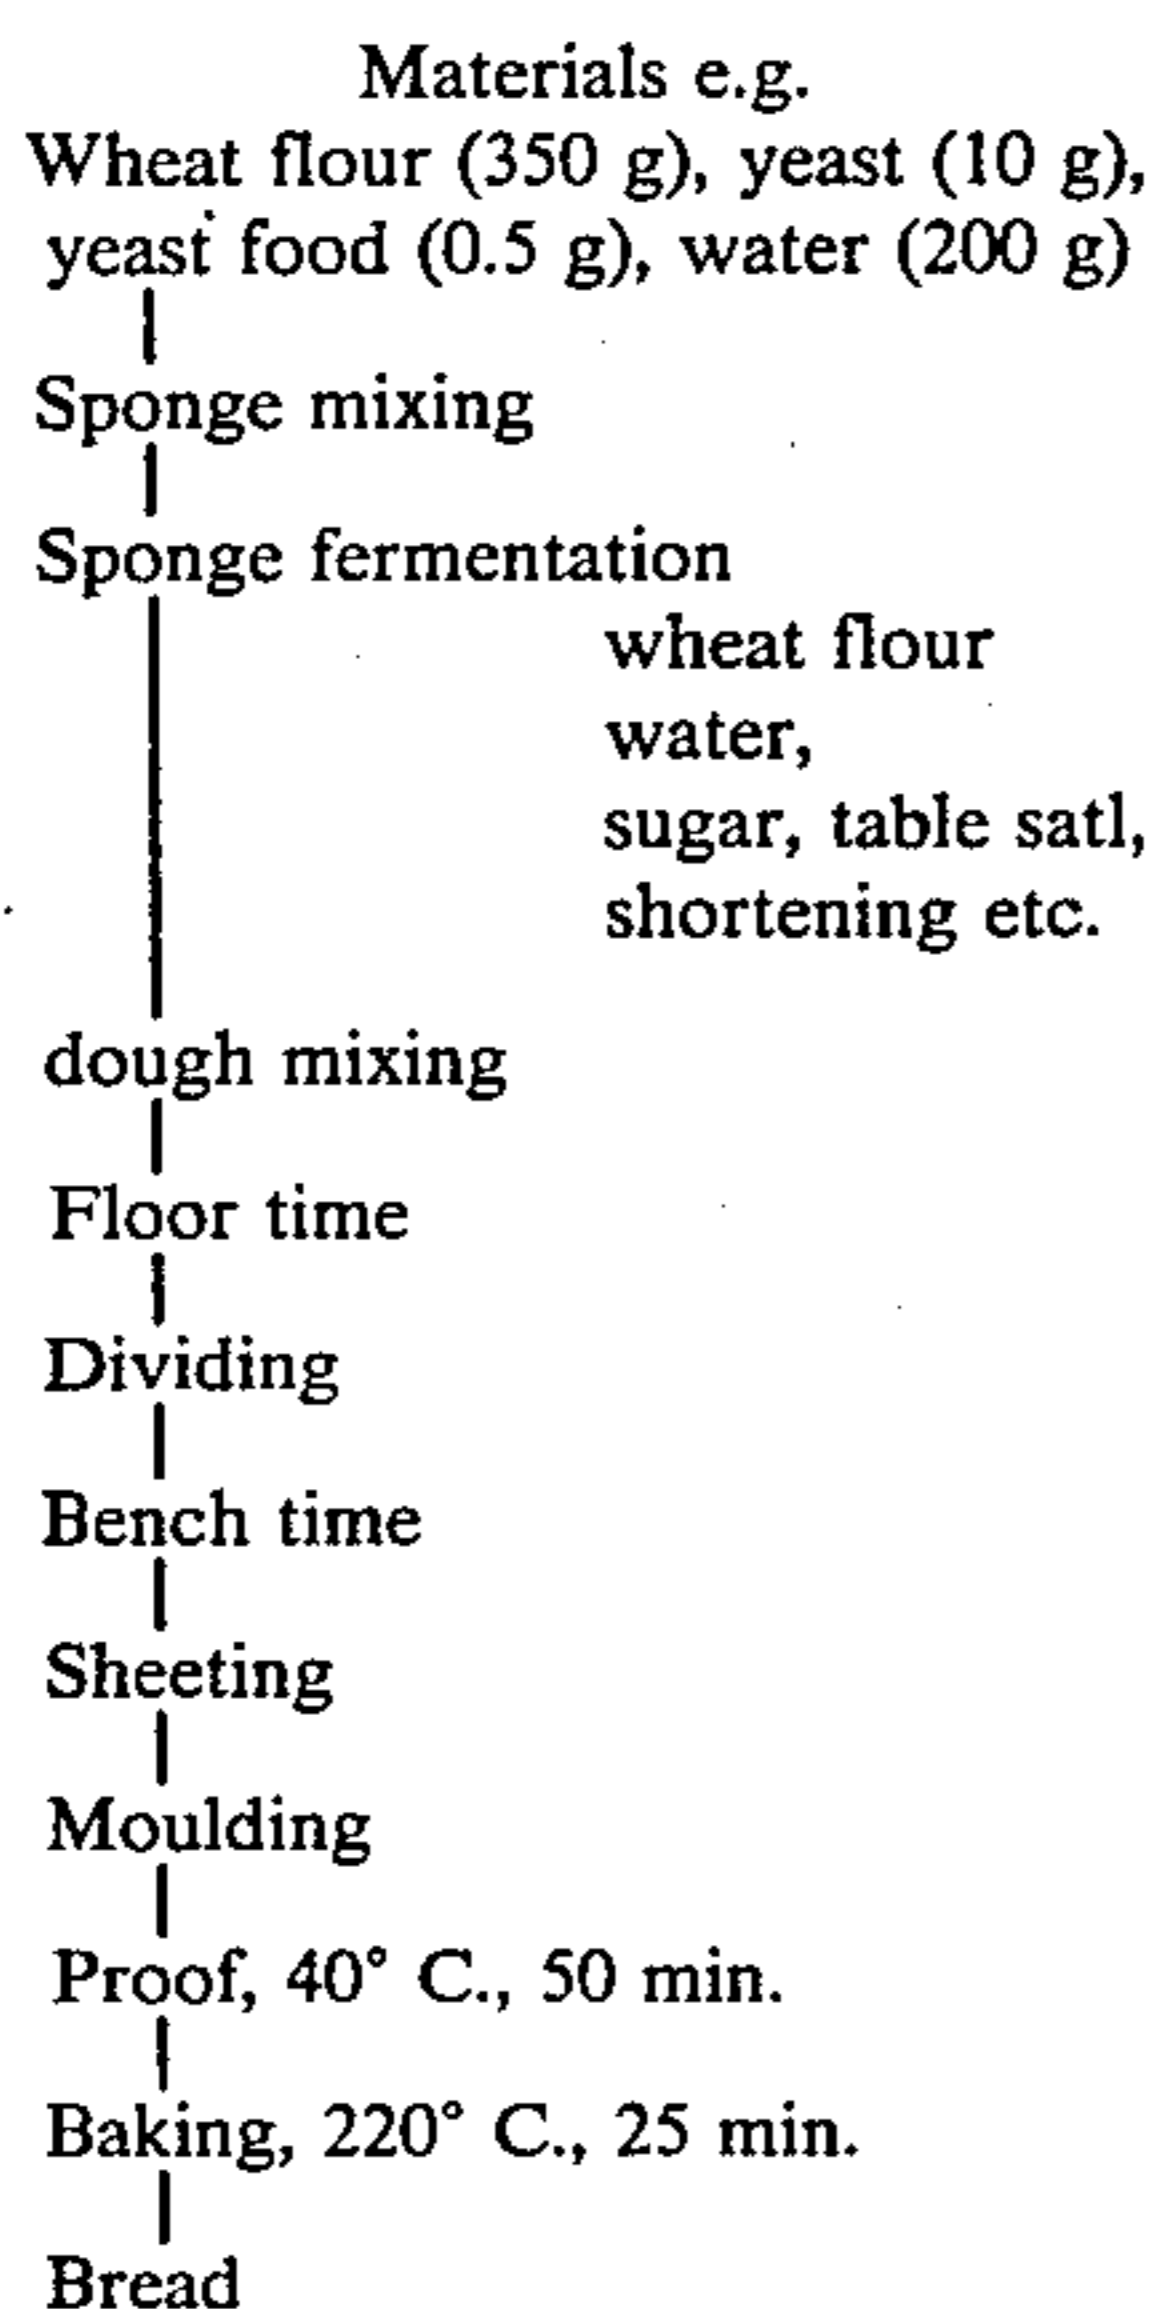 Materials e.g.
Wheat flour (350 g), yeast (10 g),
yeast food (0.5 g), water (200 g)
Sponge mixing
Sponge fermentation
wheat flour
water,
sugar, table satl,
shortening etc.
dough mixing
Floor time
Dividing
Bench time
Sheeting
Moulding
Proof, 40° C., 50 min.
Baking, 220° C., 25 min.
Bread